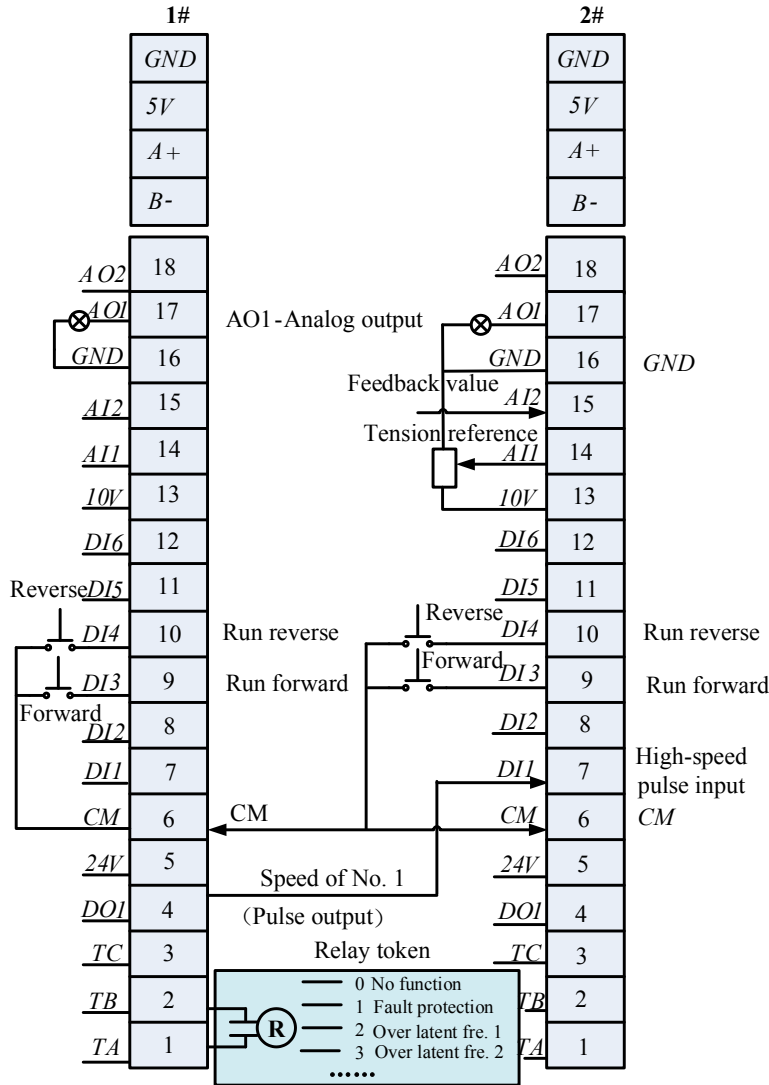 1#
2#
GND
GND
5V
5V
A+
A+
B-
B-
AO2
18
AO2
18
AO1
17
AO1-Analog output
AO1
17
GND
16
GND
16
GND
Feedback value
AI2
15
AI2
15
Tension reference
AI1
14
AI1
14
10V
13
10V
13
DI6
12
DI6
12
Reverse
DI5
11
DI5
11
Reverse
DI4
10
Run reverse
DI4
10
Run reverse
Forward
DI3
9
Run forward
DI3
9
Run forward
Forward
DI2
8
DI2
8
DI1
7
DI1
7
High-speed
pulse input
CM
6
CM
CM
6
CM
24V
5
Speed of No. 1
24V
5
DO1
4
(Pulse output)
DO1
4
TC
3
Relay token
TC
3
TB
2
0 No function
1 Fault protection
TB
2
R
2 Over latent fre. 1
TA
1
3 Over latent fre. 2
TA
1
······